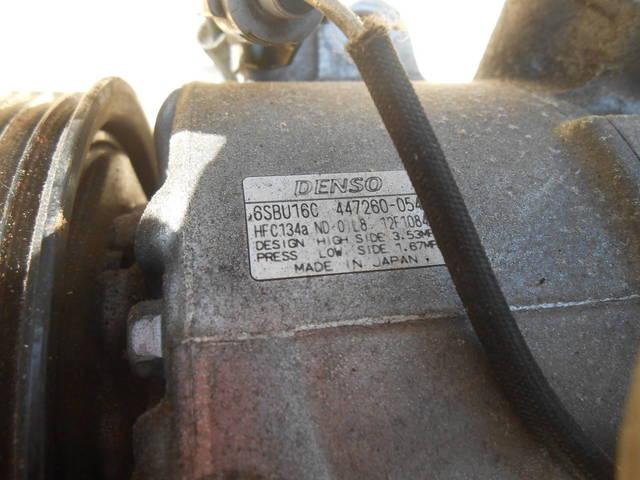 DENSO
6SBU16C 447260-054
HFC134a ND-OIL8 12F1084
DESIGN HIGH SIDE 3.53MP
PRESS LOW SIDE 1.67MP
MADE IN JAPAN